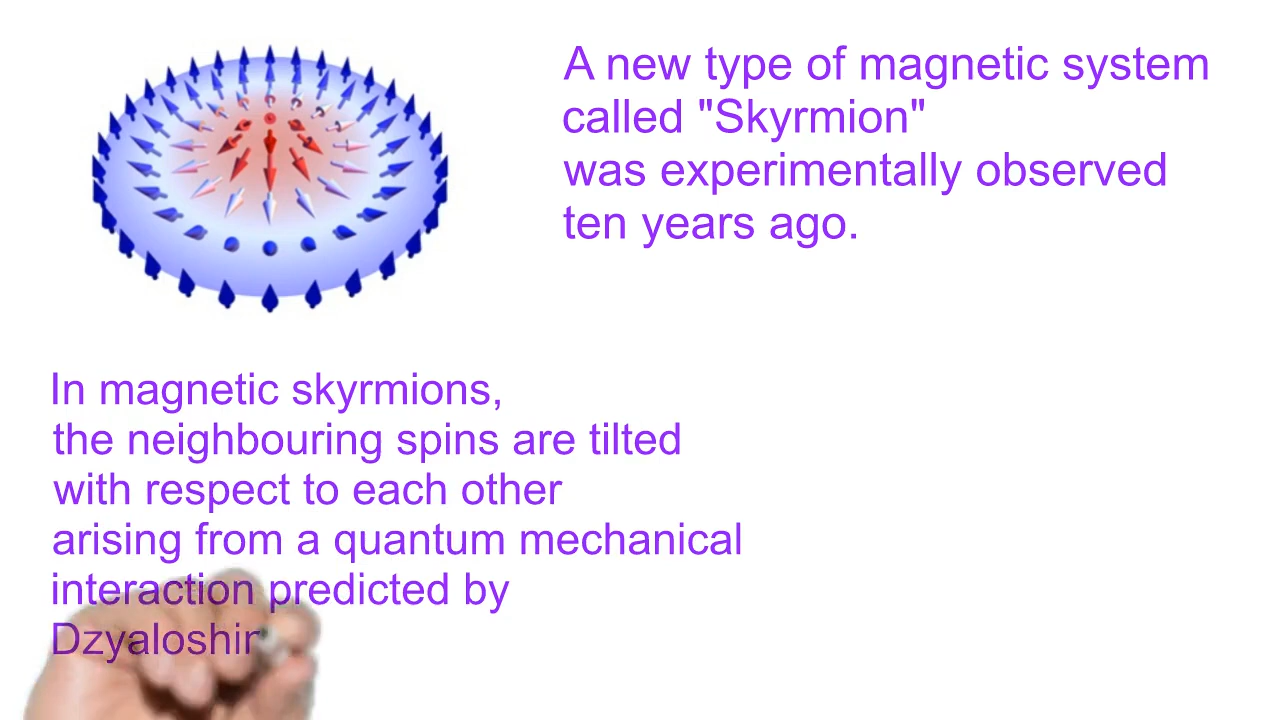 A new type of magnetic system
called "Skyrmion"
was experimentally observed
ten years ago.
In magnetic skyrmions,
the neighbouring spins are tilted
with respect to each other
arising from a quantum mechanical
interaction predicted by